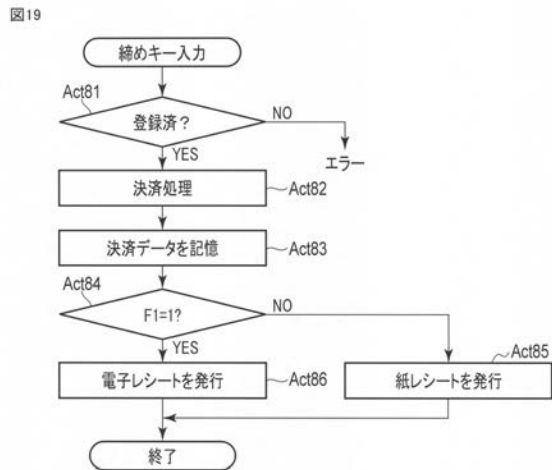 図19
締めキー入力
Act81
登録済？
NO
エラー
YES
決済処理
Act82
決済データを記憶
Act83
Act84
F1=1?
NO
YES
Act85
電子レシートを発行
Act86
紙レシートを発行
終了